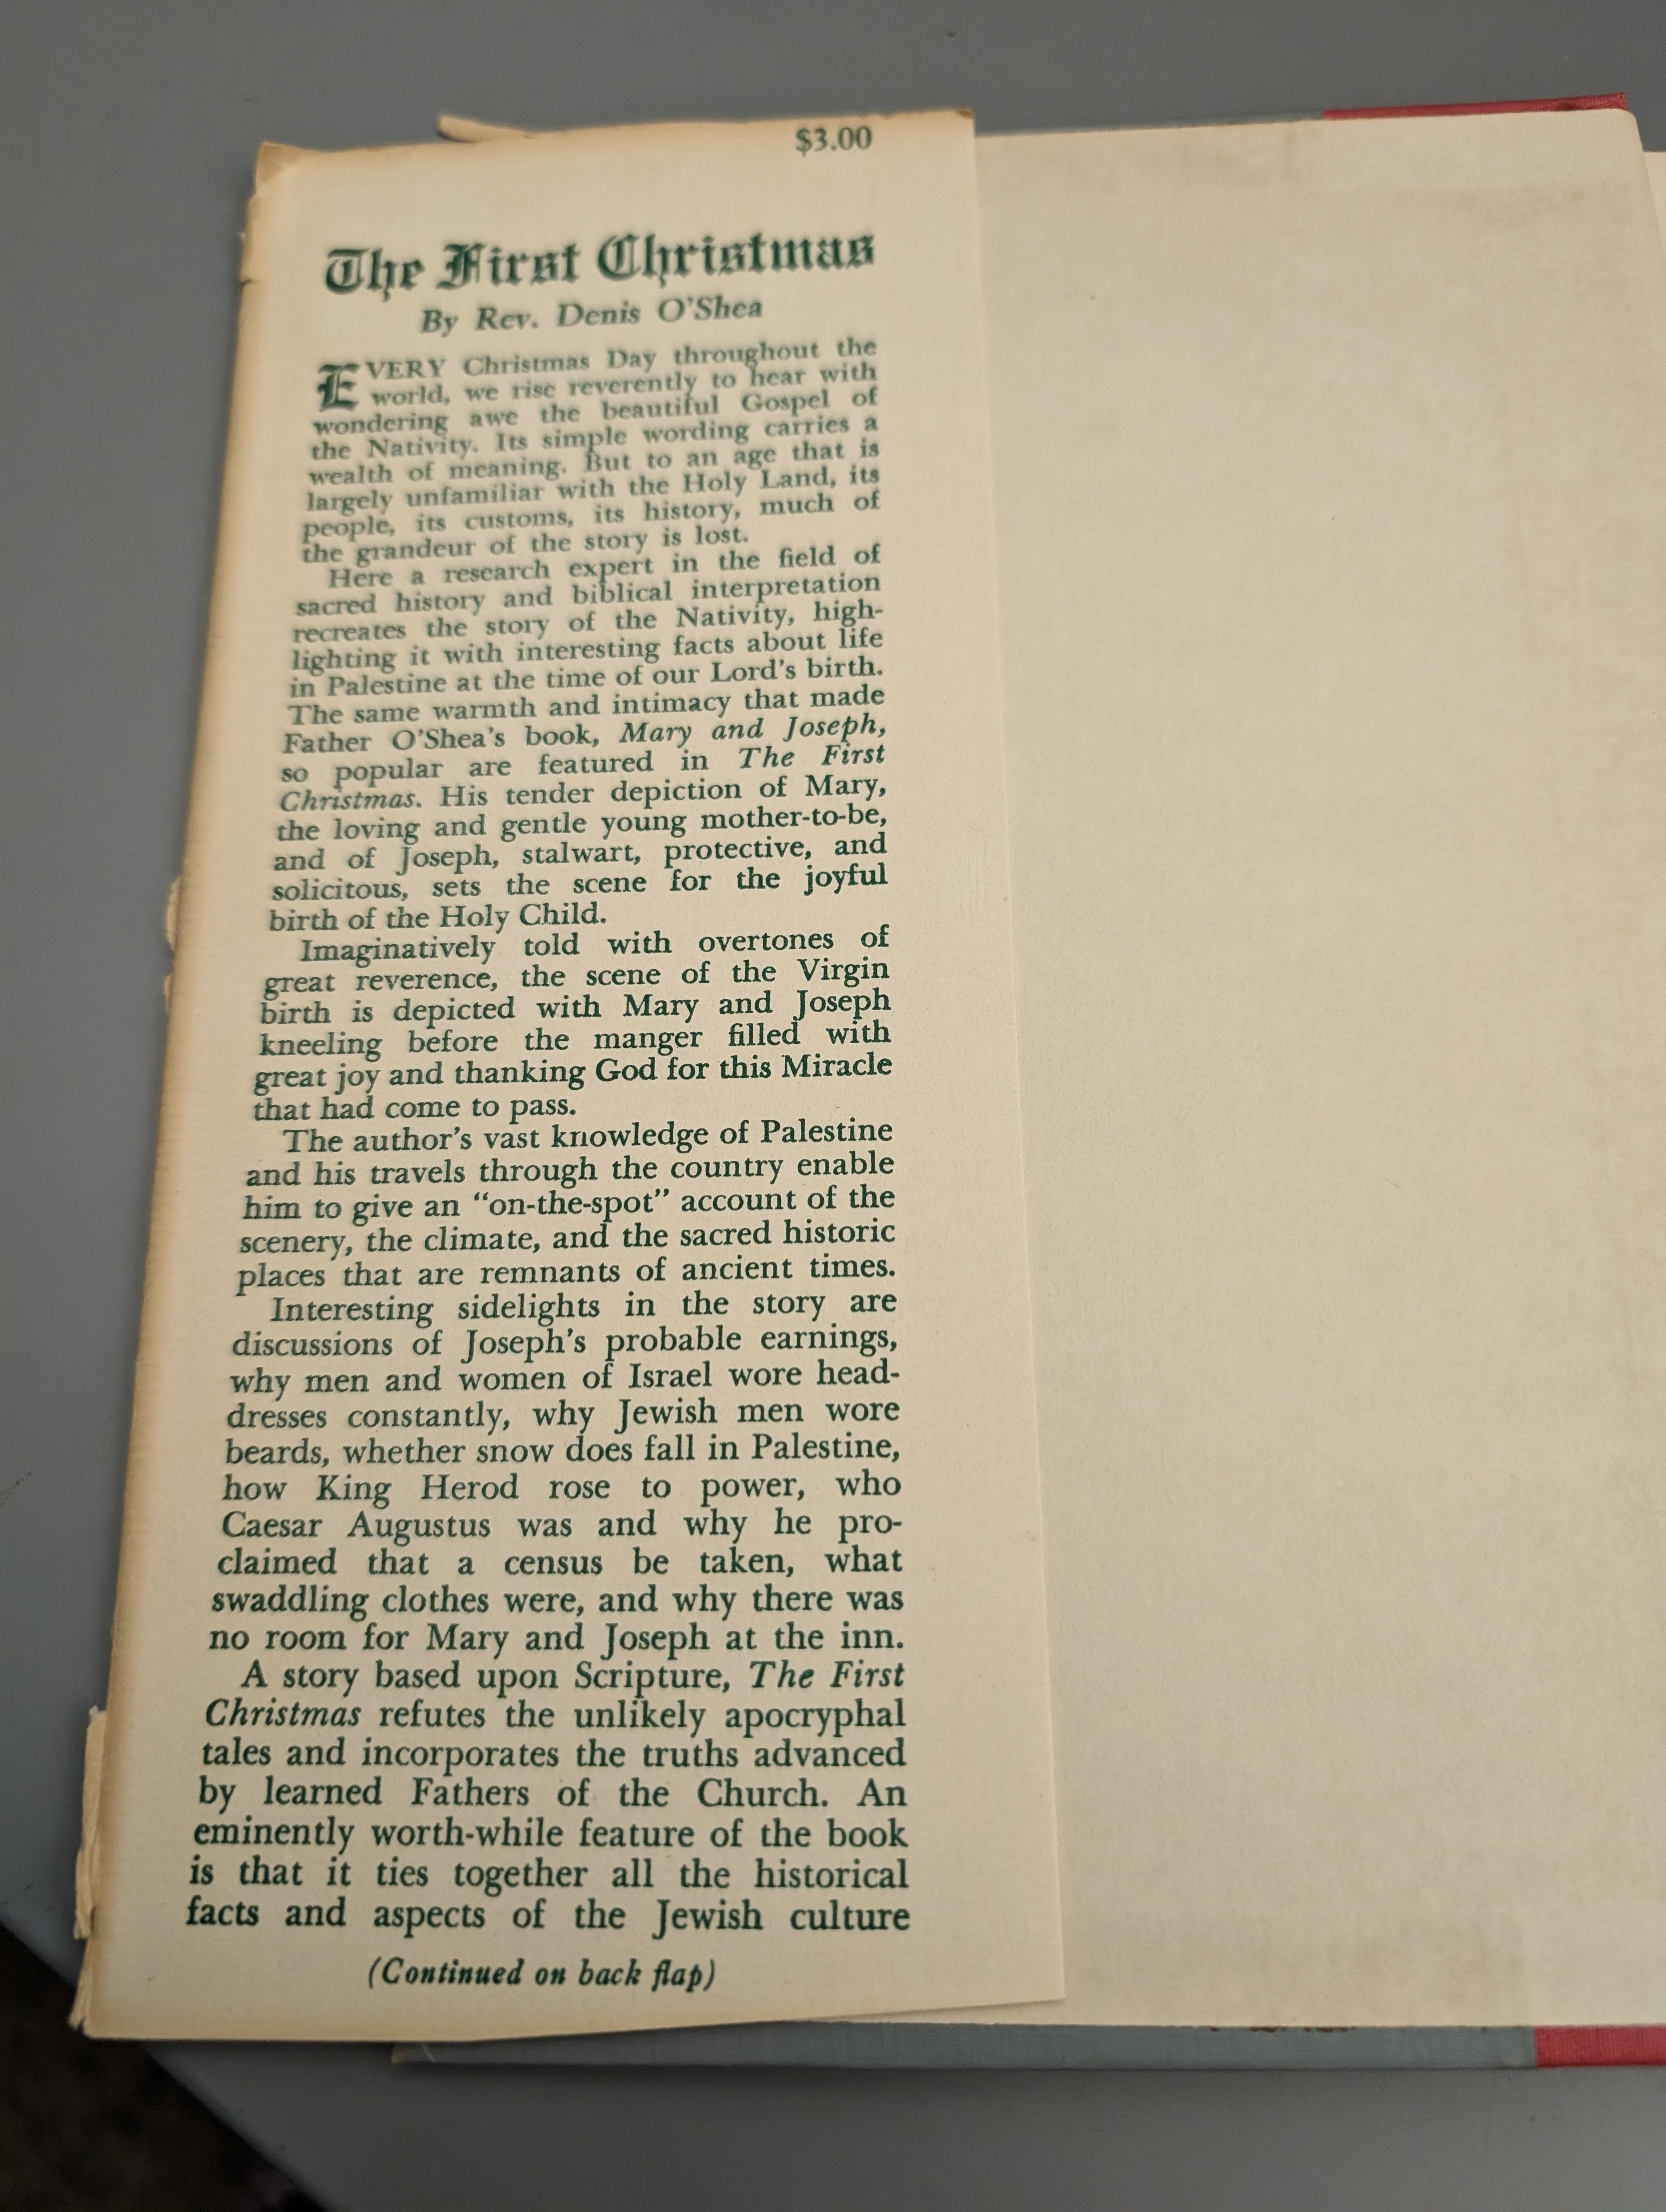 $3.00
The First Christmas
By Rev. Denis O'Shea
EVERY Christmas Day throughout the
world, we rise reverently to hear with
wondering awe the beautiful Gospel of
the Nativity. Its simple wording carries a
wealth of meaning. But to an age that is
largely unfamiliar with the Holy Land, its
people, its customs, its history, much of
the grandeur of the story is lost.
Here a research expert in the field of
sacred history and biblical interpretation
recreates the story of the Nativity, high-
lighting it with interesting facts about life
in Palestine at the time of our Lord's birth.
The same warmth and intimacy that made
Father O'Shea's book, Mary and Joseph,
so popular are featured in The First
Christmas. His tender depiction of Mary,
the loving and gentle young mother-to-be,
and of Joseph, stalwart, protective, and
solicitous, sets the scene for the joyful
birth of the Holy Child.
Imaginatively told with overtones of
great reverence, the scene of the Virgin
birth is depicted with Mary and Joseph
kneeling before the manger filled with
great joy and thanking God for this Miracle
that had come to pass.
The author's vast knowledge of Palestine
and his travels through the country enable
him to give an "on-the-spot" account of the
scenery, the climate, and the sacred historic
places that are remnants of ancient times.
Interesting sidelights in the story are
discussions of Joseph's probable earnings,
why men and women of Israel wore head-
dresses constantly, why Jewish men wore
beards, whether snow does fall in Palestine,
how King Herod rose to power, who
Caesar Augustus was and why he pro-
claimed that a census be taken, what
swaddling clothes were, and why there was
no room for Mary and Joseph at the inn.
A story based upon Scripture, The First
Christmas refutes the unlikely apocryphal
tales and incorporates the truths advanced
by learned Fathers of the Church. An
eminently worth-while feature of the book
is that it ties together all the historical
facts and aspects of the Jewish culture
(Continued on back flap)